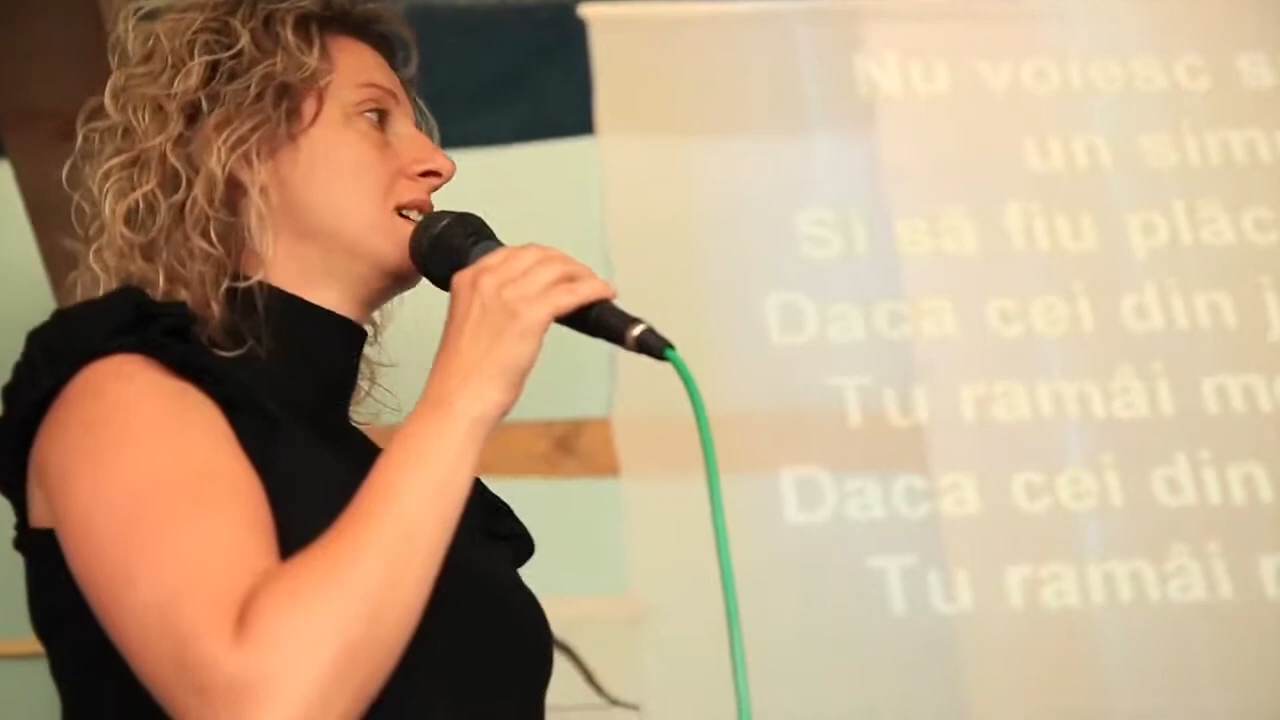 Nu voiesc s
un sim
Si să fiu plăc
Daca cei din j
Tu ramâi m
Daca cei din
Tu ramâi